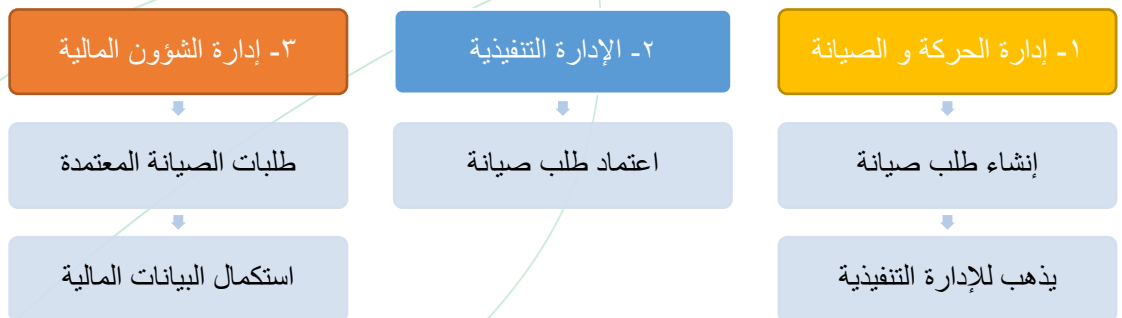 ١- إدارة الحركة و الصيانة
إنشاء طلب صيانة
يذهب للإدارة التنفيذية
٢- الإدارة التنفيذية
اعتماد طلب صيانة
٣- إدارة الشؤون المالية
طلبات الصيانة المعتمدة
استكمال البيانات المالية